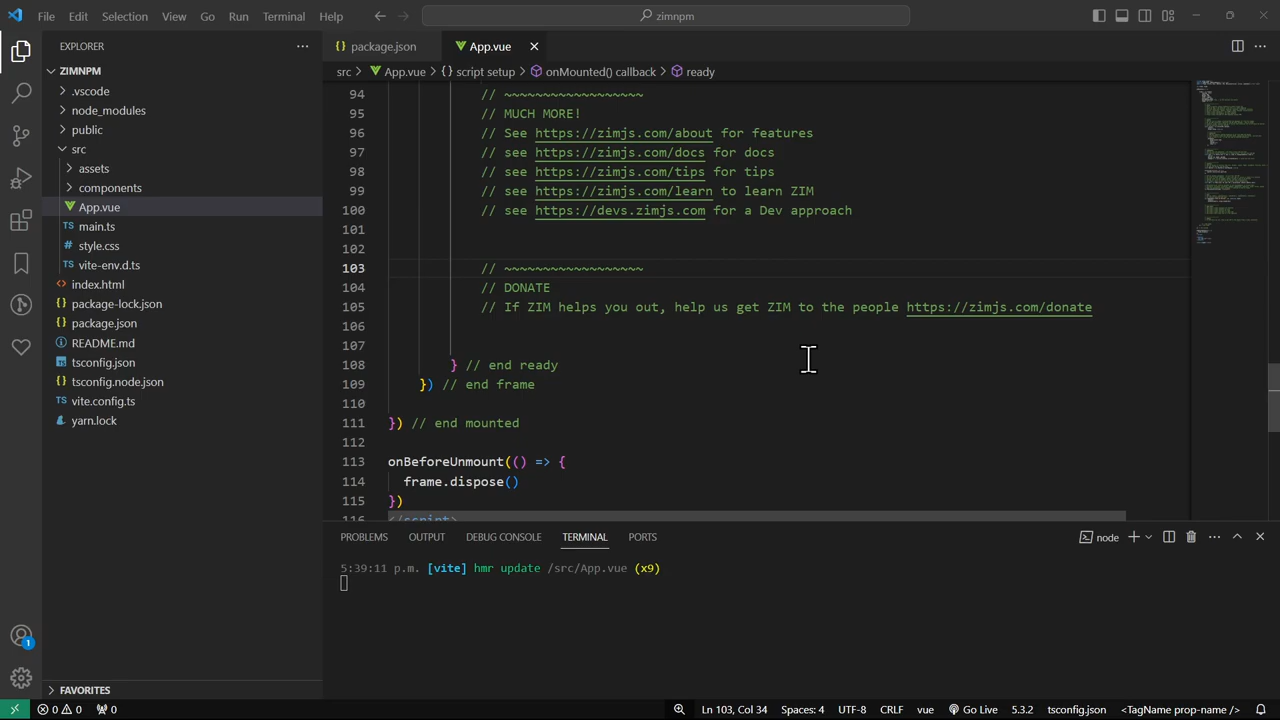 File Edit Selection View Go Run Terminal Help
zimnpm
EXPLORER
ZIMNPM
.vscode
node_modules
public
src
assets
components
App.vue
main.ts
style.css
vite-env.d.ts
index.html
package-lock.json
package.json
README.md
tsconfig.json
tsconfig.node.json
vite.config.ts
yarn.lock
FAVORITES
package.json App.vue
src > App.vue > {} script setup > onMounted() callback > ready
94 // ~~~~~~~~~~~~~~~~~~
95 // MUCH MORE!
96 // See https://zimjs.com/about for features
97 // see https://zimjs.com/docs for docs
98 // see https://zimjs.com/tips for tips
99 // see https://zimjs.com/learn to learn ZIM
100 // see https://devs.zimjs.com for a Dev approach
101
102
103 // ~~~~~~~~~~~~~~~~~~
104 // DONATE
105 // If ZIM helps you out, help us get ZIM to the people https://zimjs.com/donate
106
107
108 } // end ready
109 }) // end frame
110
111 }) // end mounted
112
113 onBeforeUnmount(() => {
114 frame.dispose()
115 })
116 </script>
PROBLEMS OUTPUT DEBUG CONSOLE TERMINAL PORTS
node
5:39:11 p.m. [vite] hmr update /src/App.vue (x9)
1
0 0 0 Ln 103, Col 34 Spaces: 4 UTF-8 CRLF vue Go Live 5.3.2 tsconfig.json <TagName prop-name/>